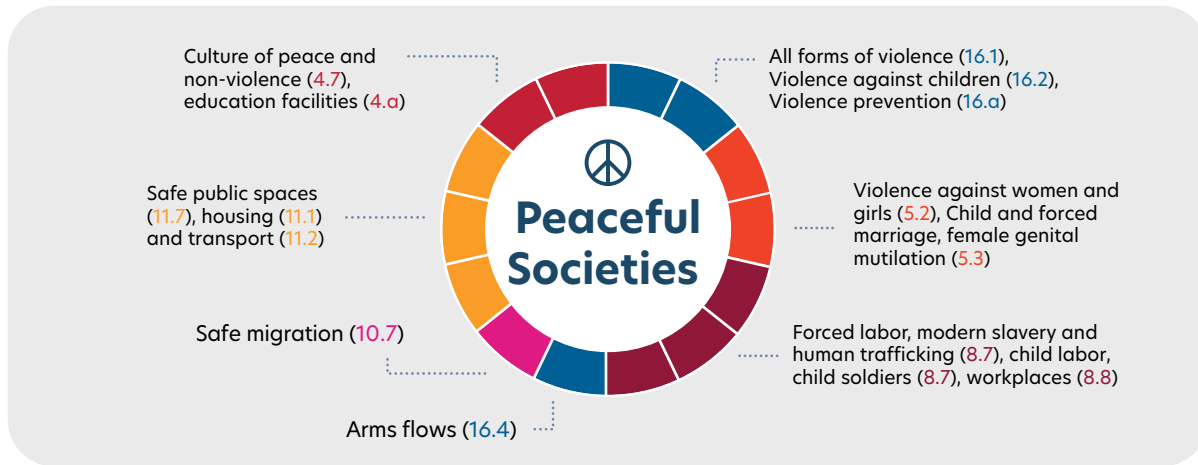 Culture of peace and
non-violence (4.7),
education facilities (4.a)
All forms of violence (16.1),
Violence against children (16.2),
Violence prevention (16.a)
Safe public spaces
(11.7), housing (11.1)
and transport (11.2)
Peaceful
Societies
Violence against women and
girls (5.2), Child and forced
marriage, female genital
mutilation (5.3)
Safe migration (10.7)
Forced labor, modern slavery and
human trafficking (8.7), child labor,
child soldiers (8.7), workplaces (8.8)
Arms flows (16.4)